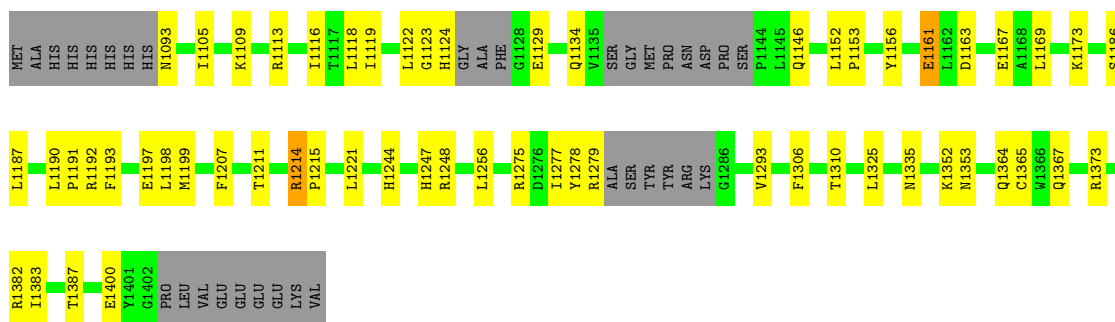 MET ALA HIS HIS HIS HIS HIS HIS N1093 I1105 K1109 R1113 I1116 T1117 L1118 I1119 L1122 G1123 H1124 GLY ALA PHE G1128 E1129 Q1134 V1135 SER GLY MET PRO ASN ASP PRO SER P1144 L1145 Q1146 L1152 P1153 Y1156 E1161 L1162 D1163 E1167 A1168 L1169 K1173 S1186
L1187 L1190 P1191 R1192 F1193 E1197 L1198 M1199 F1207 T1211 R1214 P1215 L1221 H1244 H1247 R1248 L1256 R1275 D1276 I1277 Y1278 R1279 ALA SER TYR TYR ARG LYS G1286 V1293 F1306 T1310 L1325 N1335 K1352 N1353 Q1364 C1365 W1366 Q1367 R1373
R1382 I1383 T1387 E1400 Y1401 G1402 PRO LEU VAL GLU GLU GLU GLU LYS VAL